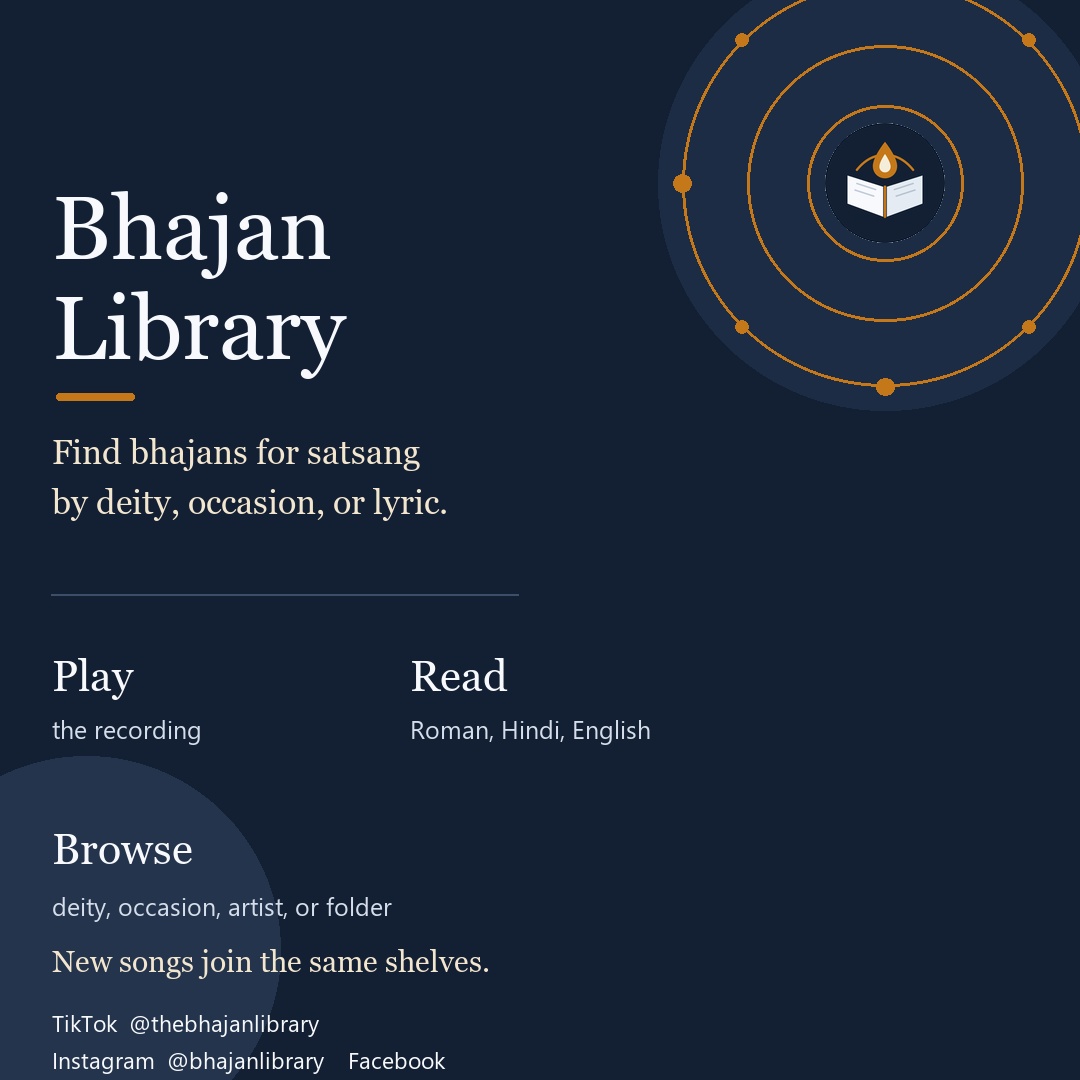 Bhajan
Library
Find bhajans for satsang
by deity, occasion, or lyric.
Play
the recording
Read
Roman, Hindi, English
Browse
deity, occasion, artist, or folder
New songs join the same shelves.
TikTok @thebhajanlibrary
Instagram @bhajanlibrary Facebook